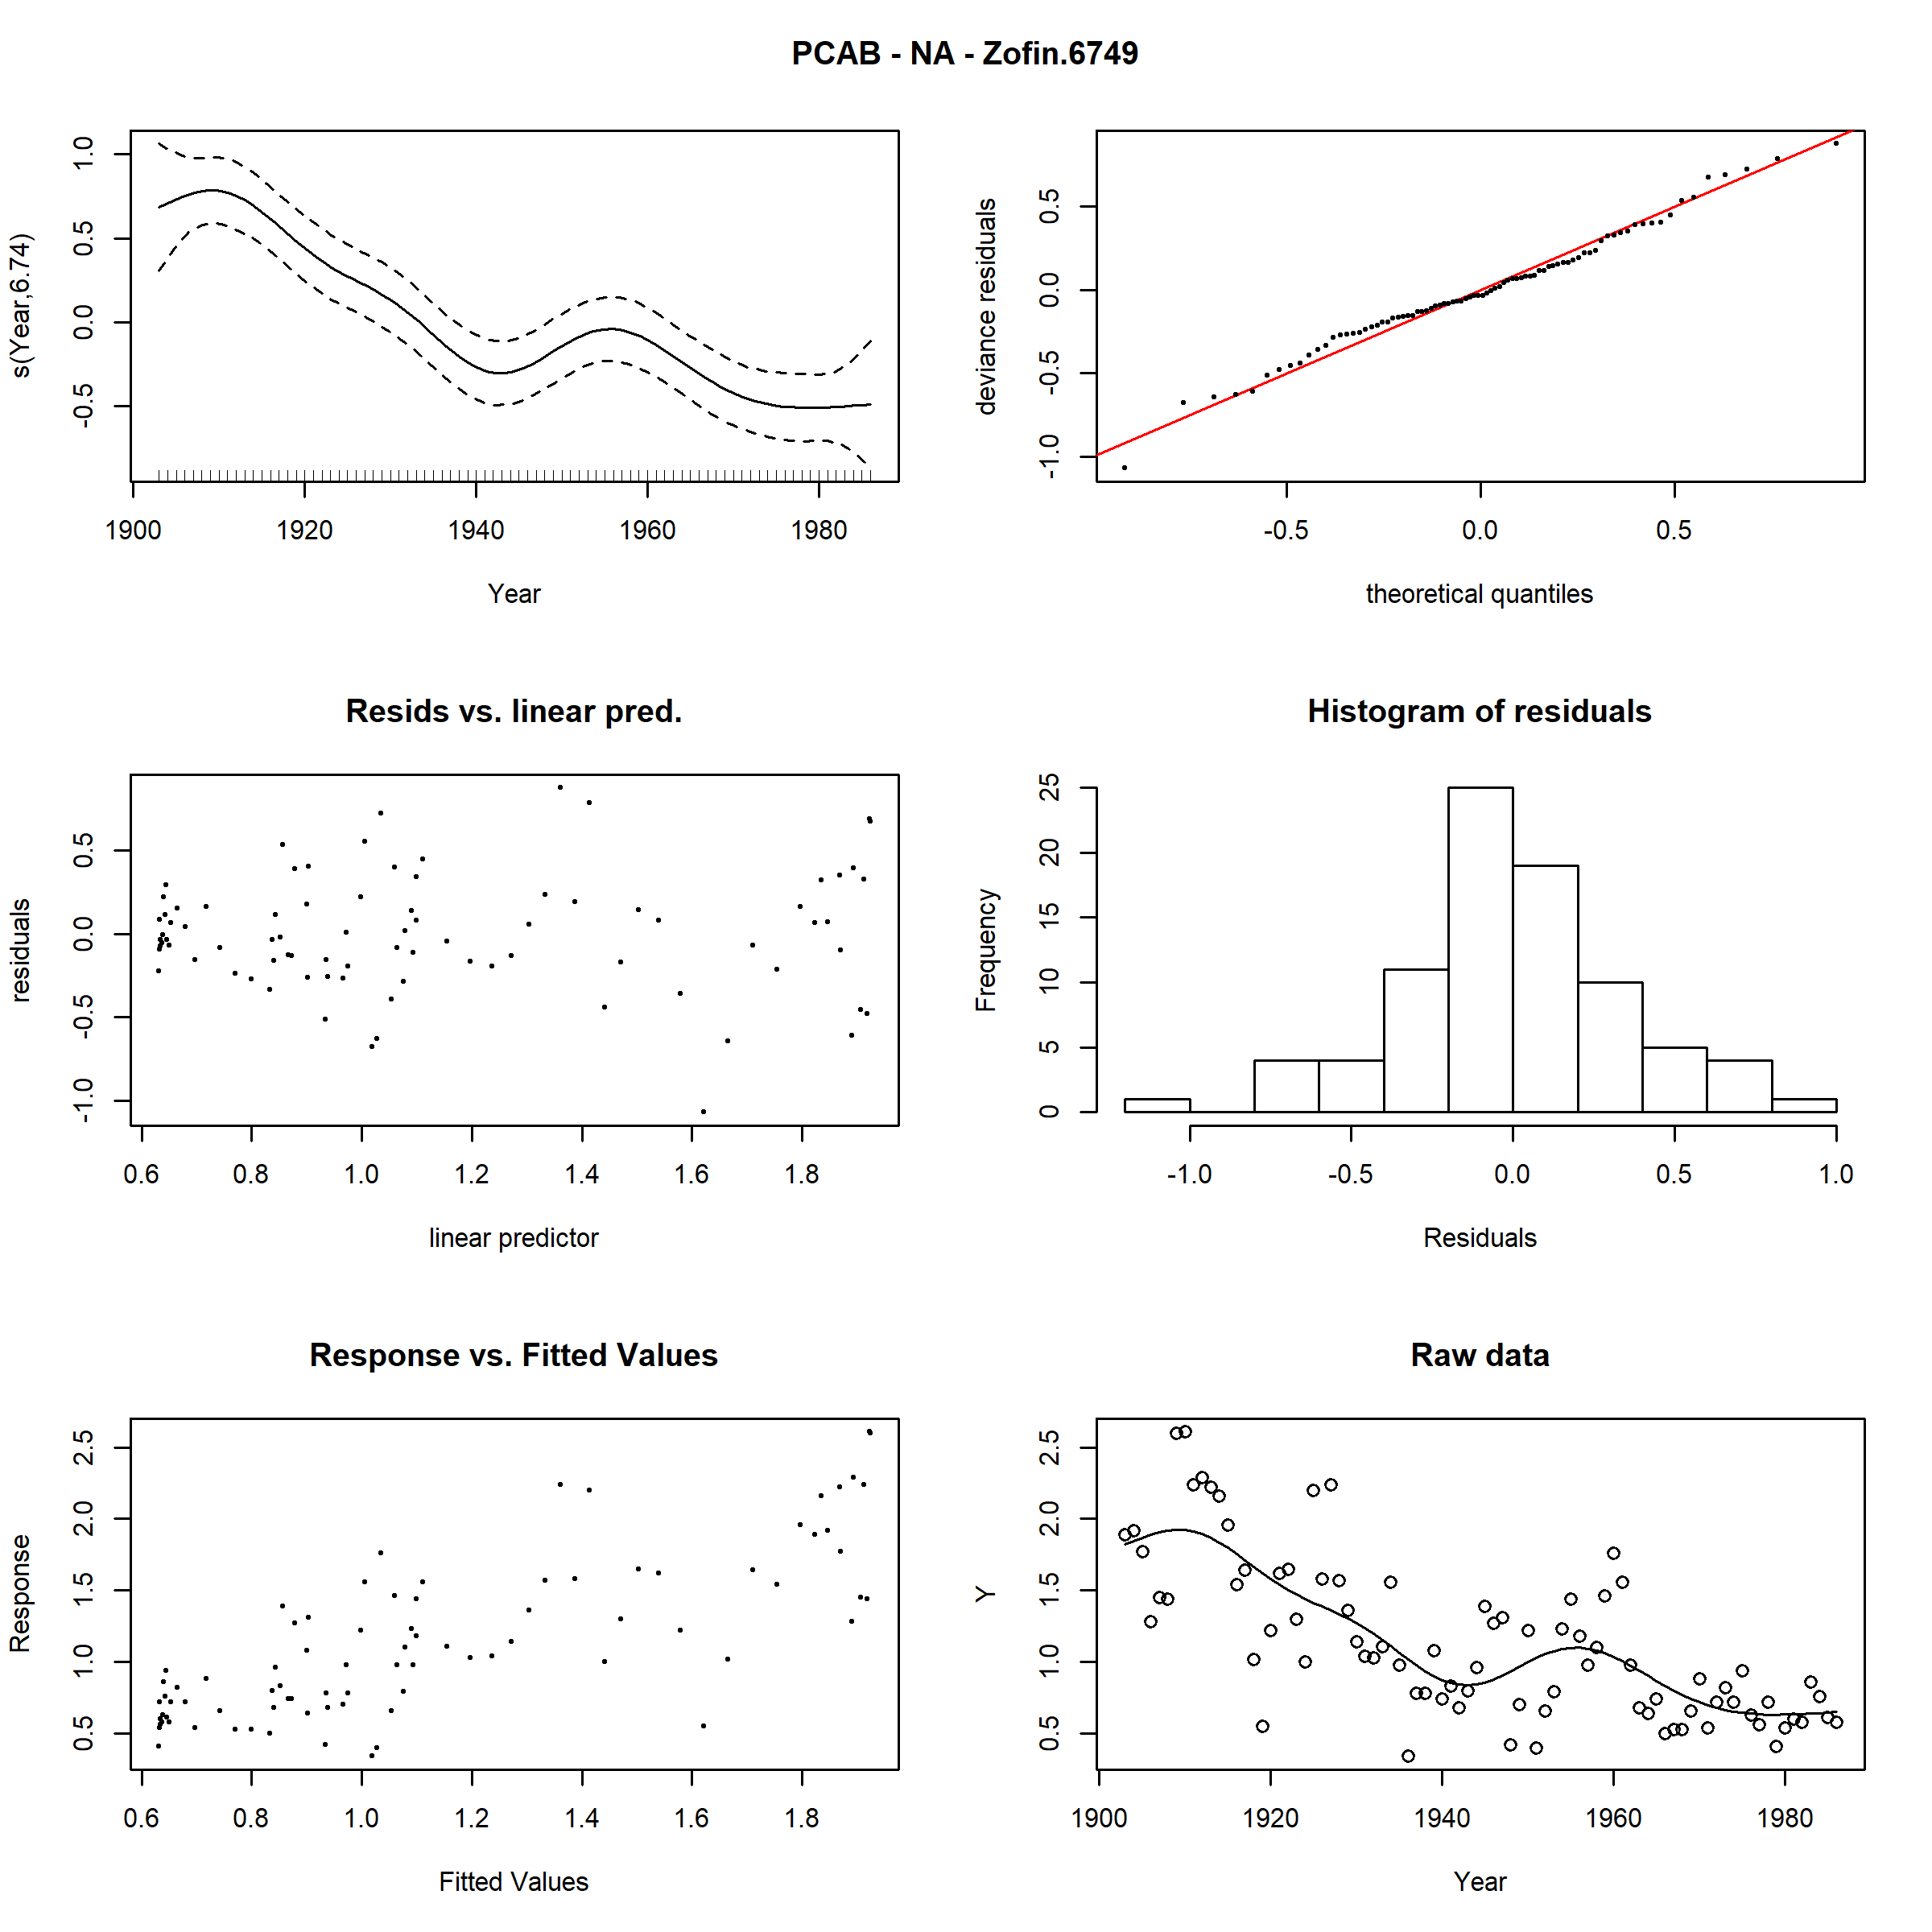 PCAB - NA - Zofin.6749
s(Year,6.74)
1.0
0.5
0.0
-0.5
1900 1920 1940 1960 1980
Year
deviance residuals
0.5
0.0
-0.5
-1.0
-0.5 0.0 0.5
theoretical quantiles
Resids vs. linear pred.
residuals
0.5
0.0
-0.5
-1.0
0.6 0.8 1.0 1.2 1.4 1.6 1.8
linear predictor
Histogram of residuals
Frequency
25
20
15
10
5
0
-1.0 -0.5 0.0 0.5 1.0
Residuals
Response vs. Fitted Values
Response
2.5
2.0
1.5
1.0
0.5
0.6 0.8 1.0 1.2 1.4 1.6 1.8
Fitted Values
Raw data
Y
2.5
2.0
1.5
1.0
0.5
1900 1920 1940 1960 1980
Year